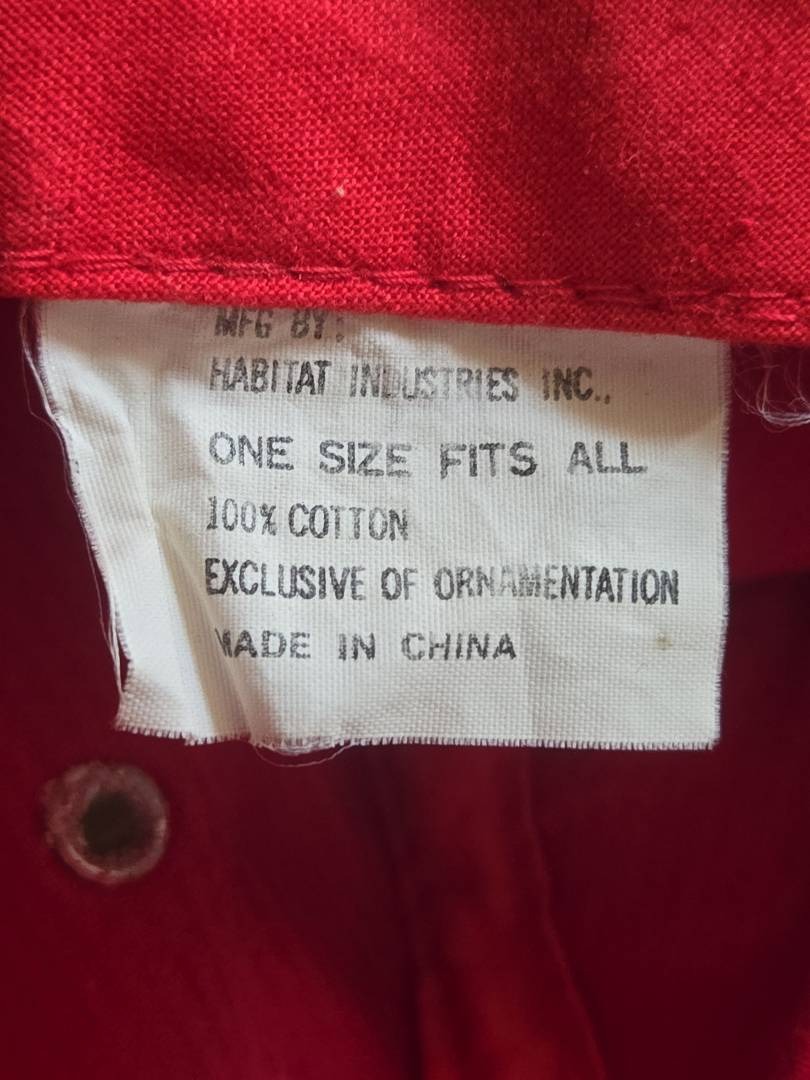 MFG BY:
HABITAT INDUSTRIES INC.,
ONE SIZE FITS ALL
100% COTTON
EXCLUSIVE OF ORNAMENTATION
MADE IN CHINA